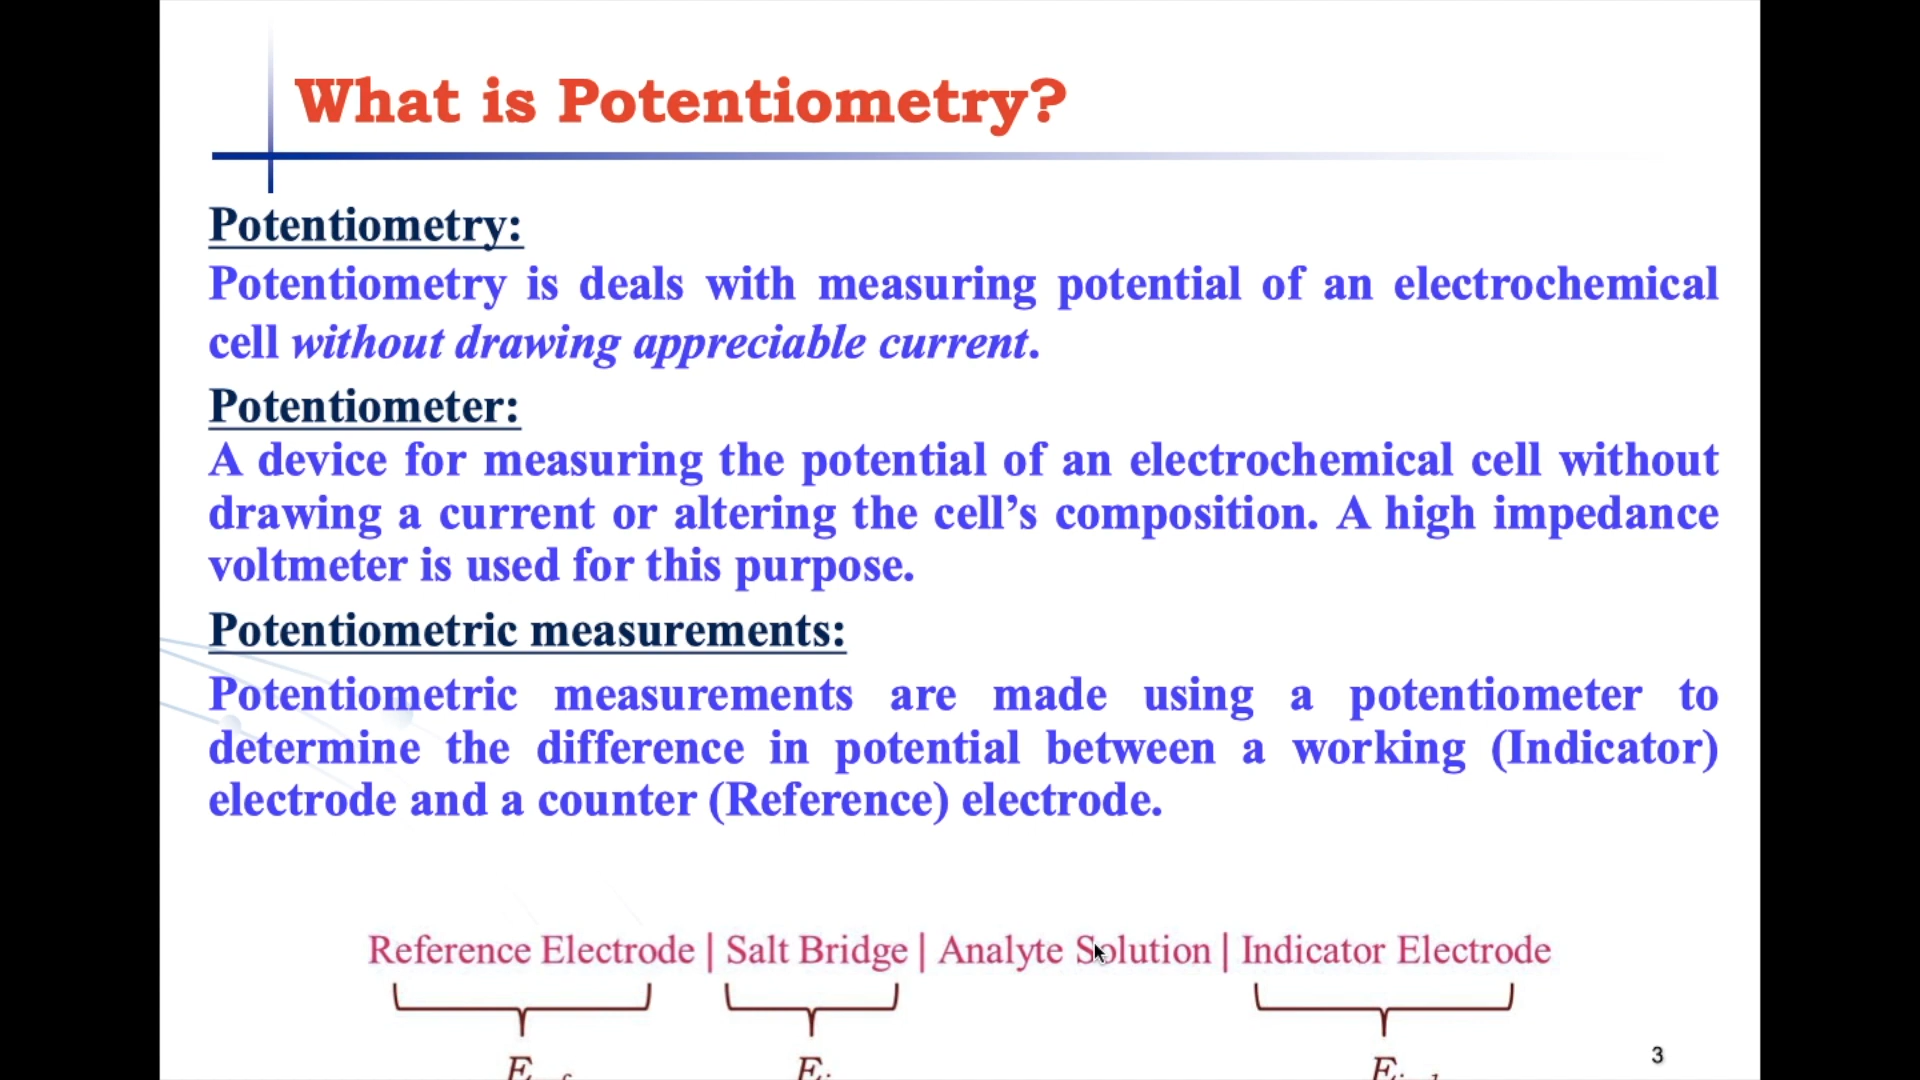 What is Potentiometry?
Potentiometry:
Potentiometry is deals with measuring potential of an electrochemical
cell without drawing appreciable current.
Potentiometer:
A device for measuring the potential of an electrochemical cell without
drawing a current or altering the cell’s composition. A high impedance
voltmeter is used for this purpose.
Potentiometric measurements:
Potentiometric measurements are made using a potentiometer to
determine the difference in potential between a working (Indicator)
electrode and a counter (Reference) electrode.
Reference Electrode | Salt Bridge | Analyte Solution | Indicator Electrode
3